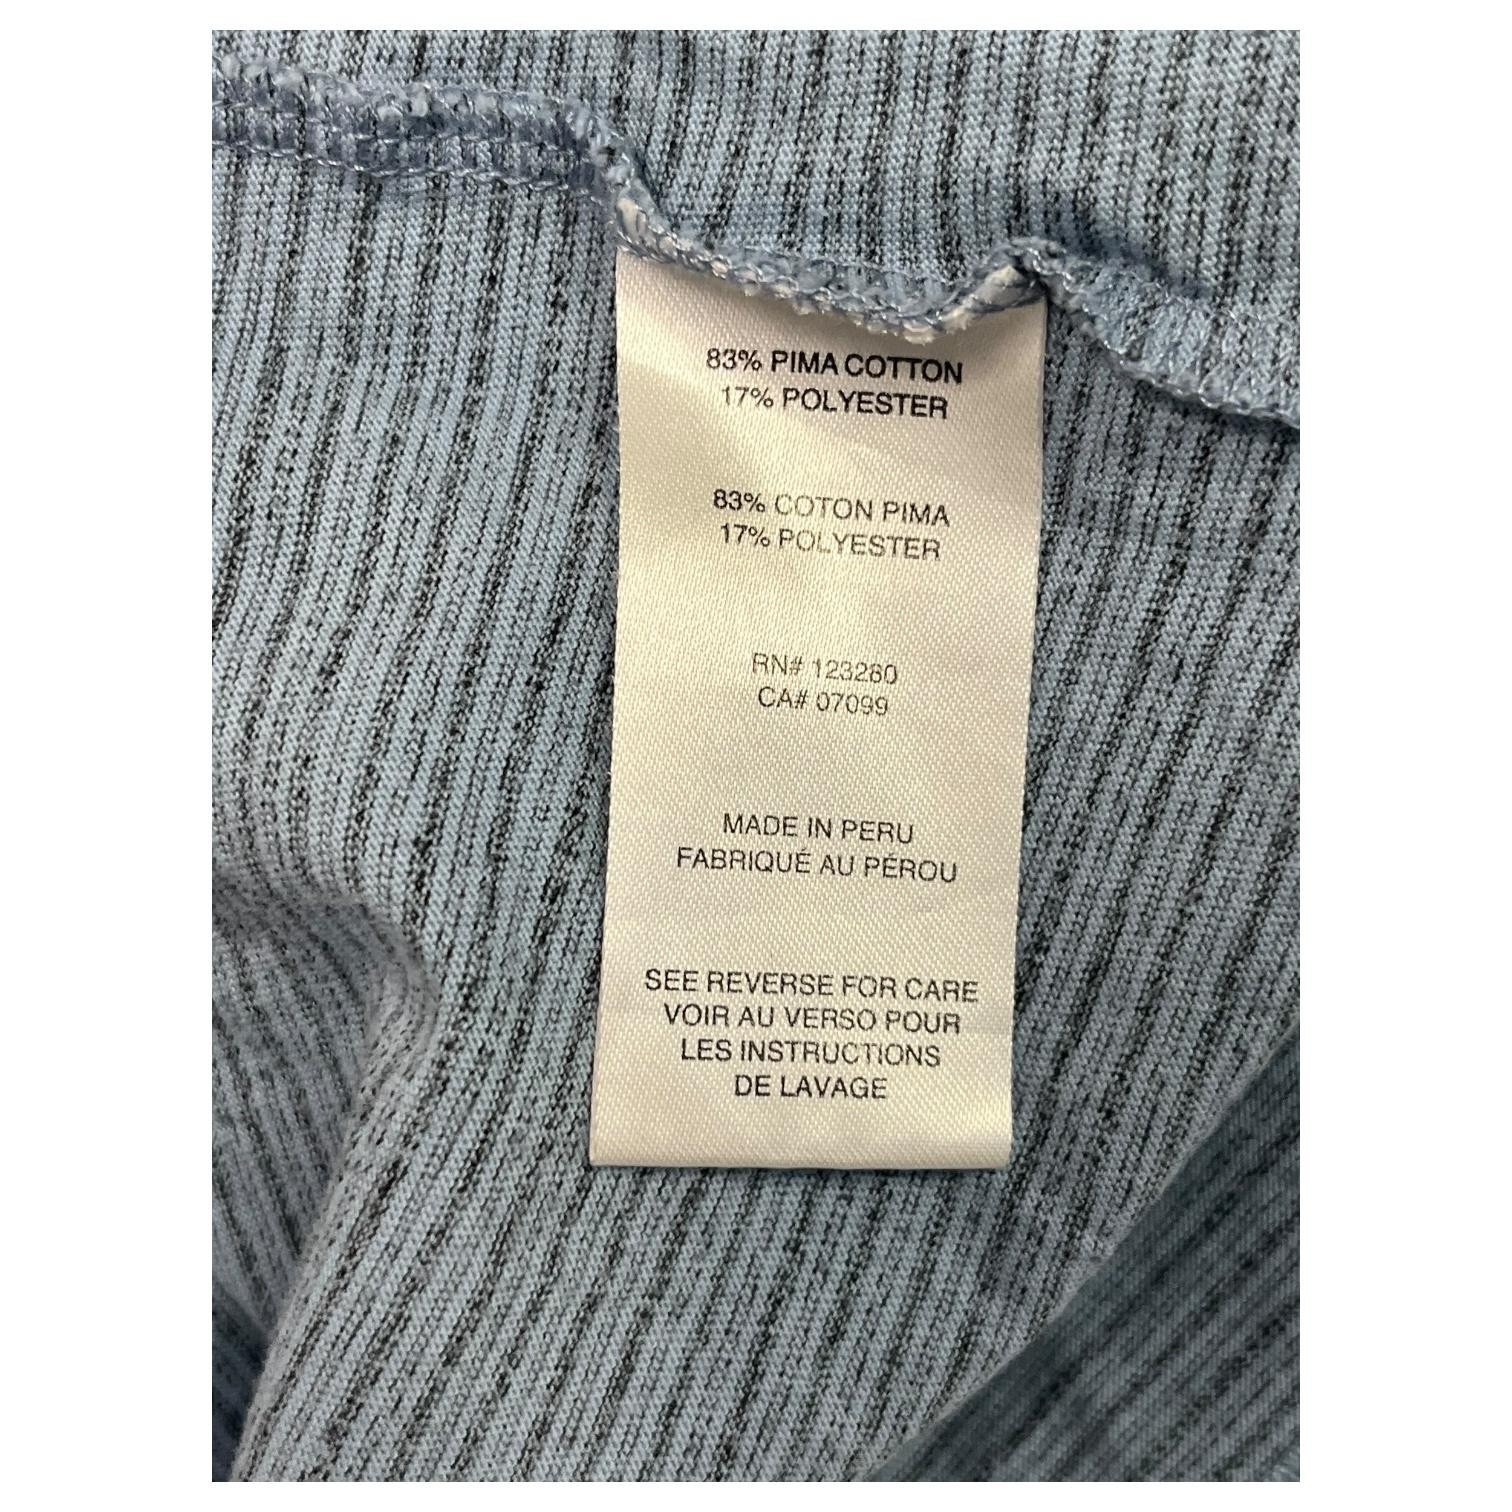 83% PIMA COTTON
17% POLYESTER
83% COTON PIMA
17% POLYESTER
RN# 123280
CA# 07099
MADE IN PERU
FABRIQUÉ AU PÉROU
SEE REVERSE FOR CARE
VOIR AU VERSO POUR
LES INSTRUCTIONS
DE LAVAGE